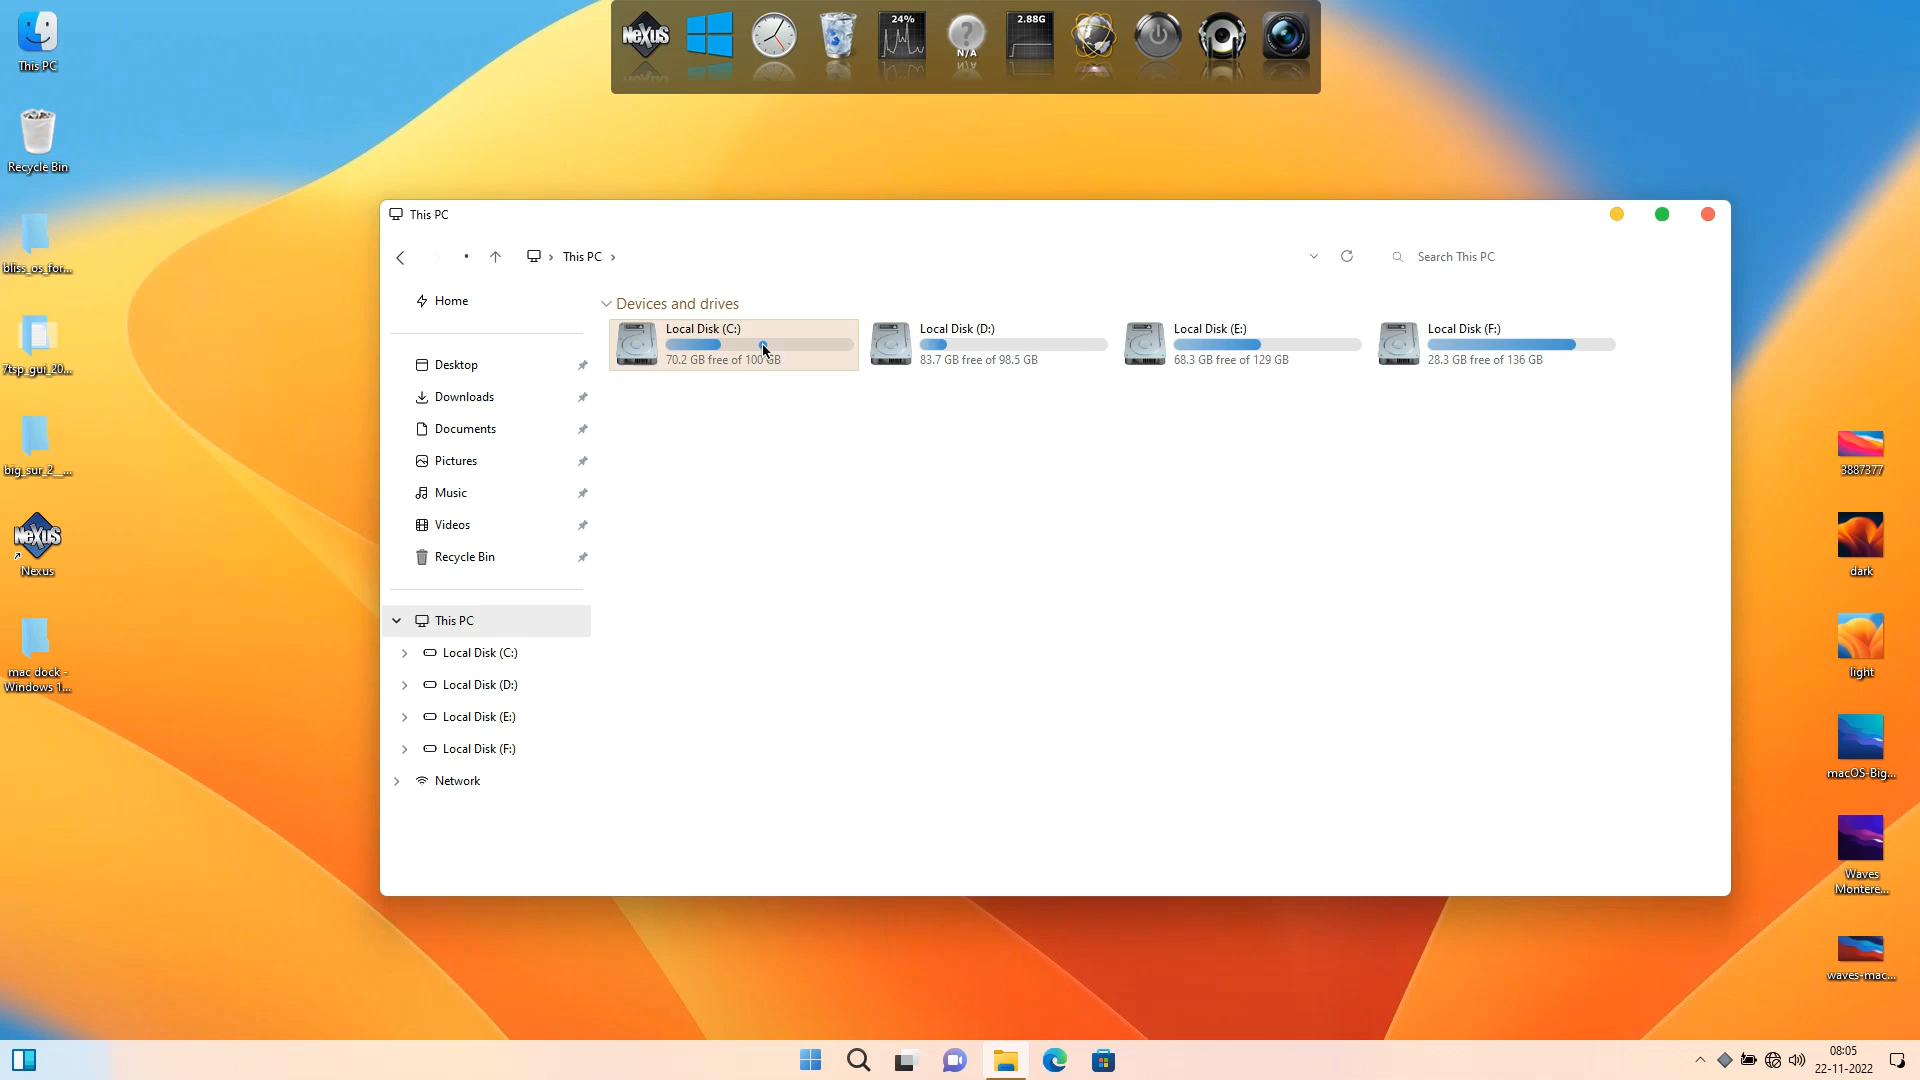 This PC
Recycle Bin
bliss_os_for...
7tsp_gui_20...
big_sur_2__...
NeXuS
Nexus
mac dock -
Windows 1...
NeXuS
24%
?
N/A
2.88G
This PC
This PC
Search This PC
Home
Desktop
Downloads
Documents
Pictures
Music
Videos
Recycle Bin
This PC
Local Disk (C:)
Local Disk (D:)
Local Disk (E:)
Local Disk (F:)
Network
Devices and drives
Local Disk (C:)
70.2 GB free of 100 GB
Local Disk (D:)
83.7 GB free of 98.5 GB
Local Disk (E:)
68.3 GB free of 129 GB
Local Disk (F:)
28.3 GB free of 136 GB
3887377
dark
light
macOS-Big...
Waves
Montere...
waves-mac...
08:05
22-11-2022